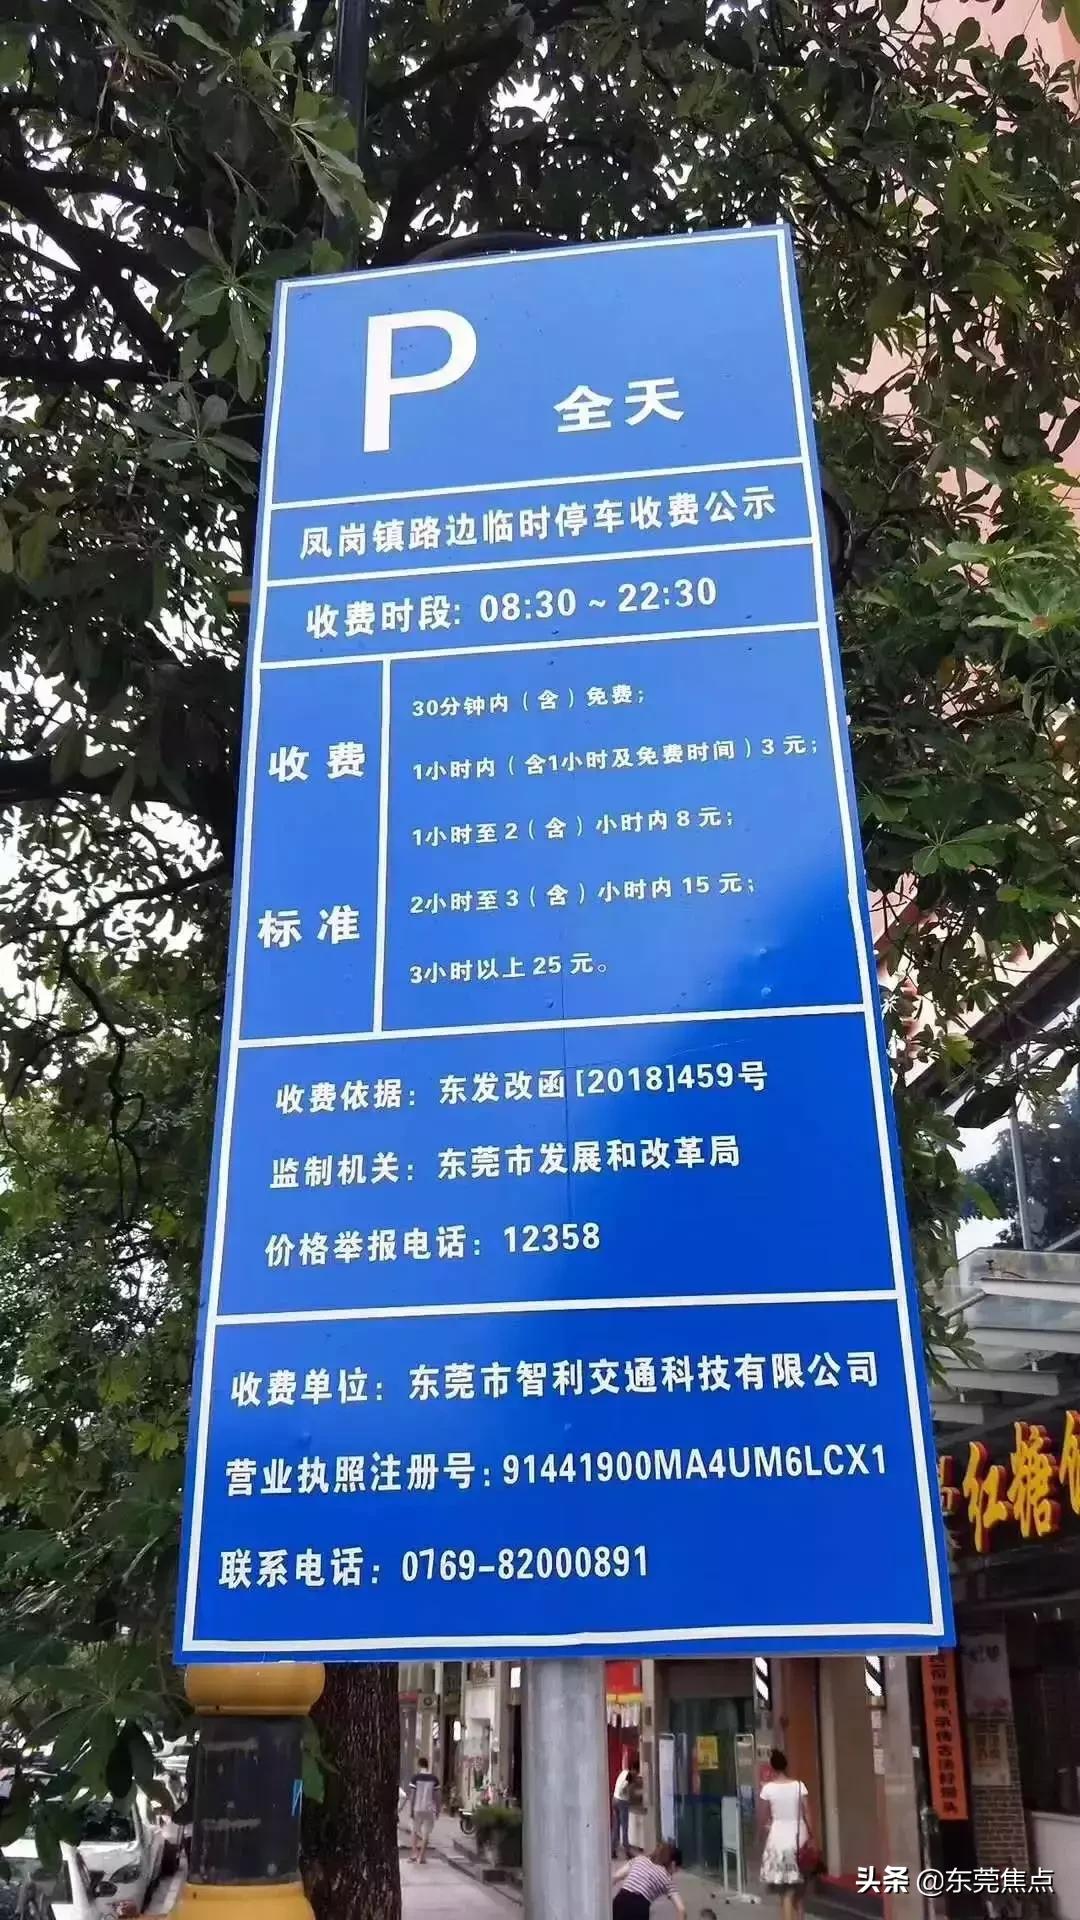 P 全天
凤岗镇路边临时停车收费公示
收费时段: 08:30 ~ 22:30
收费标准
30分钟内（含）免费；
1小时内（含1小时及免费时间）3 元；
1小时至2（含）小时内 8 元；
2小时至3（含）小时内 15 元；
3小时以上 25 元。
收费依据：东发改函 [2018]459号
监制机关：东莞市发展和改革局
价格举报电话：12358
收费单位：东莞市智利交通科技有限公司
营业执照注册号: 91441900MA4UM6LCX1
联系电话：0769-82000891
红糖
头条 @东莞焦点